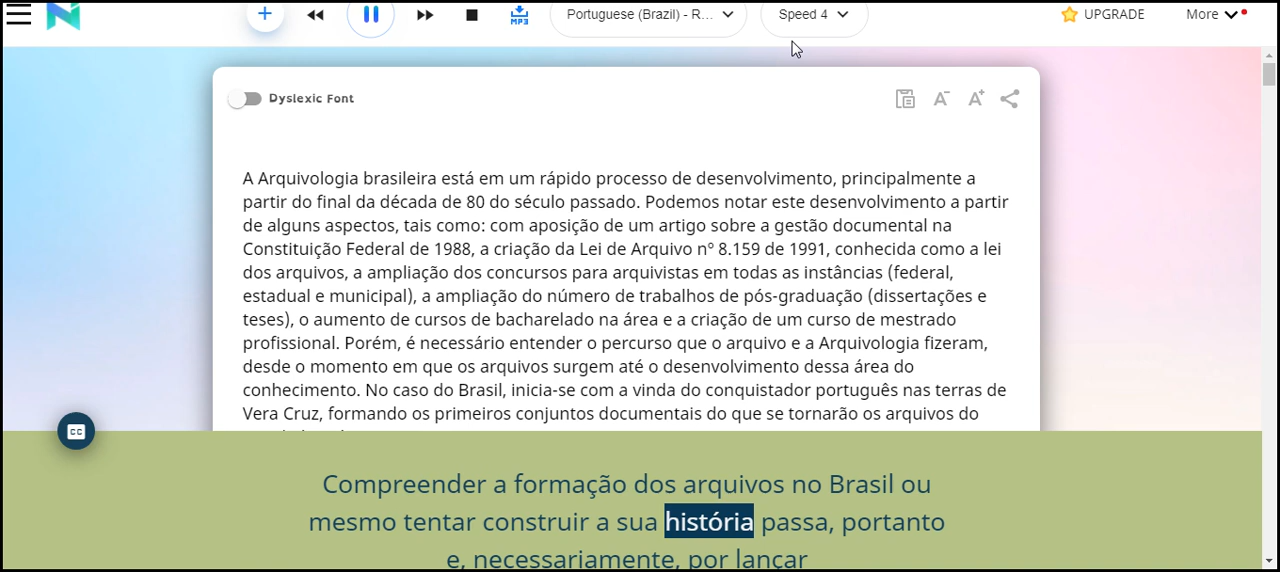 MP3
Portuguese (Brazil) - R...
Speed 4
UPGRADE
More
Dyslexic Font
A-
A+
A Arquivologia brasileira está em um rápido processo de desenvolvimento, principalmente a
partir do final da década de 80 do século passado. Podemos notar este desenvolvimento a partir
de alguns aspectos, tais como: com aposição de um artigo sobre a gestão documental na
Constituição Federal de 1988, a criação da Lei de Arquivo nº 8.159 de 1991, conhecida como a lei
dos arquivos, a ampliação dos concursos para arquivistas em todas as instâncias (federal,
estadual e municipal), a ampliação do número de trabalhos de pós-graduação (dissertações e
teses), o aumento de cursos de bacharelado na área e a criação de um curso de mestrado
profissional. Porém, é necessário entender o percurso que o arquivo e a Arquivologia fizeram,
desde o momento em que os arquivos surgem até o desenvolvimento dessa área do
conhecimento. No caso do Brasil, inicia-se com a vinda do conquistador português nas terras de
Vera Cruz, formando os primeiros conjuntos documentais do que se tornarão os arquivos do
CC
Compreender a formação dos arquivos no Brasil ou
mesmo tentar construir a sua história passa, portanto
e, necessariamente, por lançar